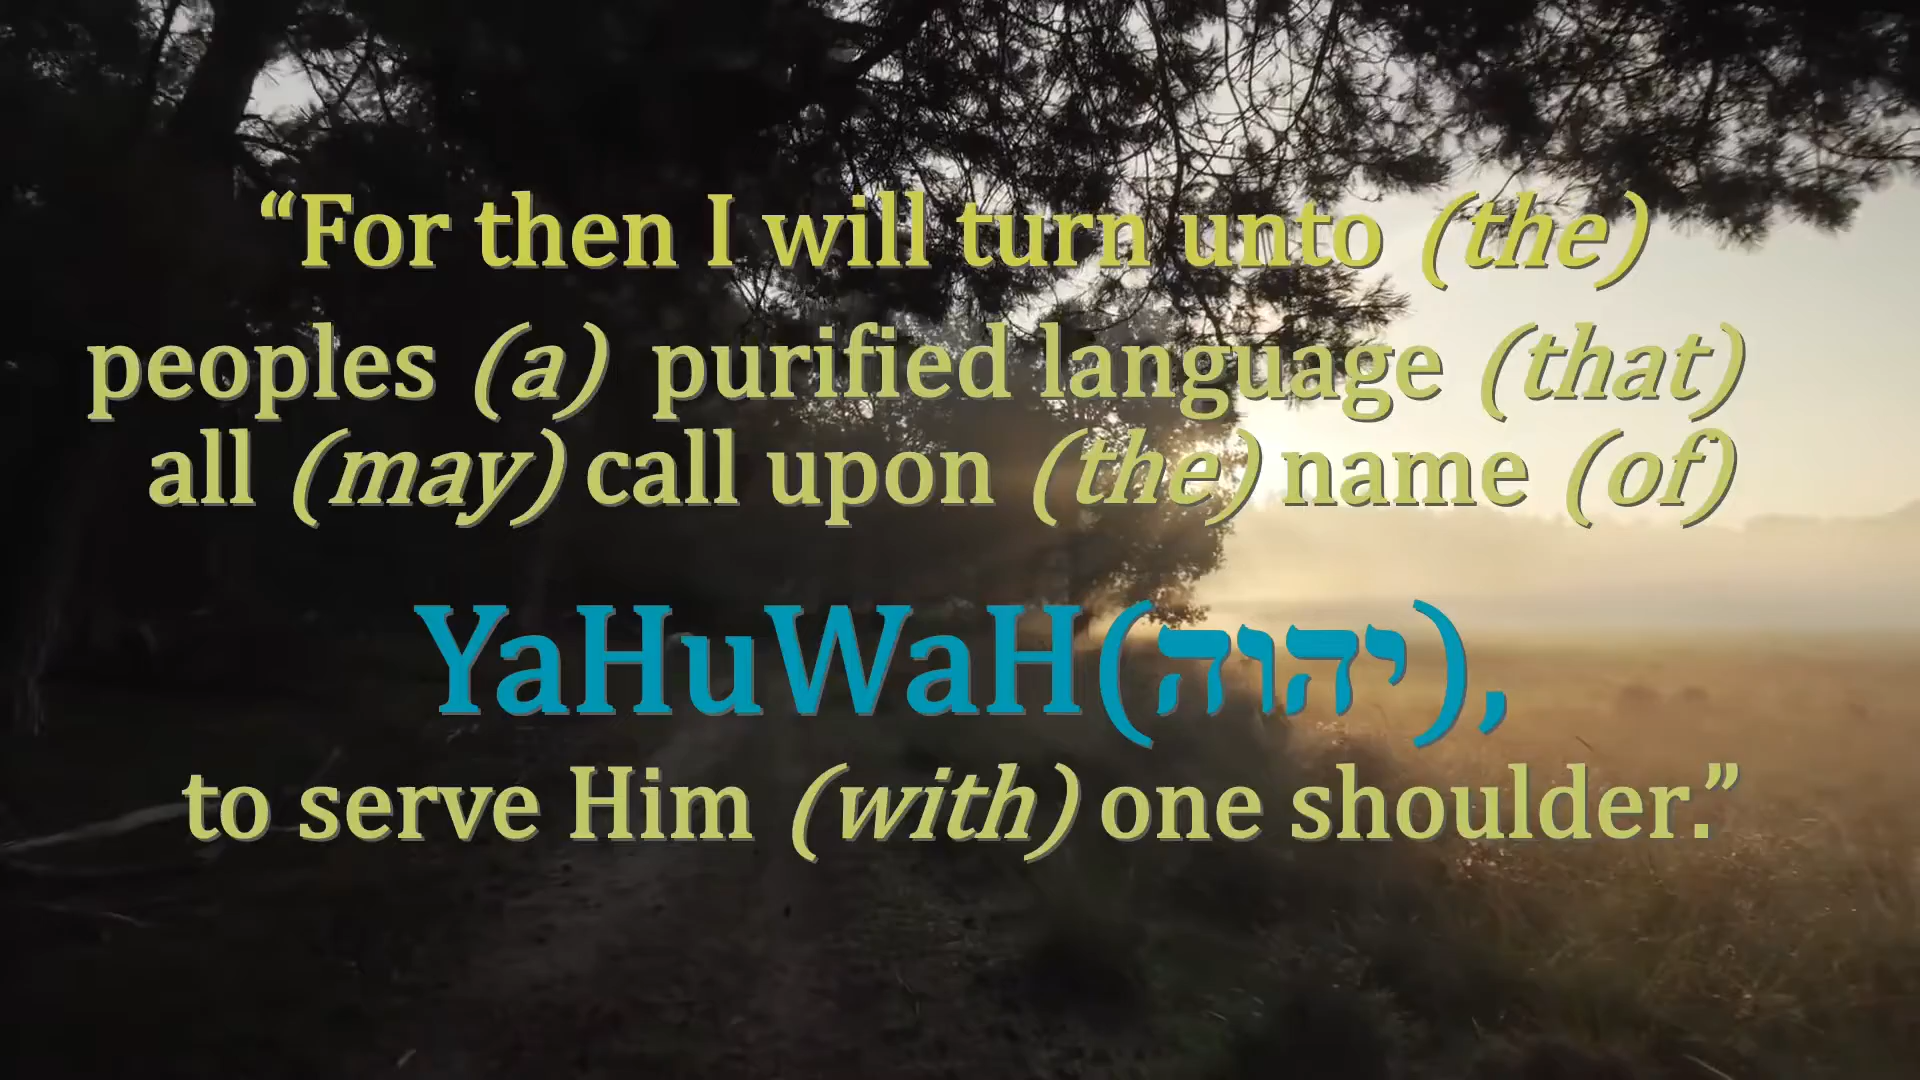 “For then I will turn unto (the)
peoples (a) purified language (that)
all (may) call upon (the) name (of)
YaHuWaH(יהוה),
to serve Him (with) one shoulder.”